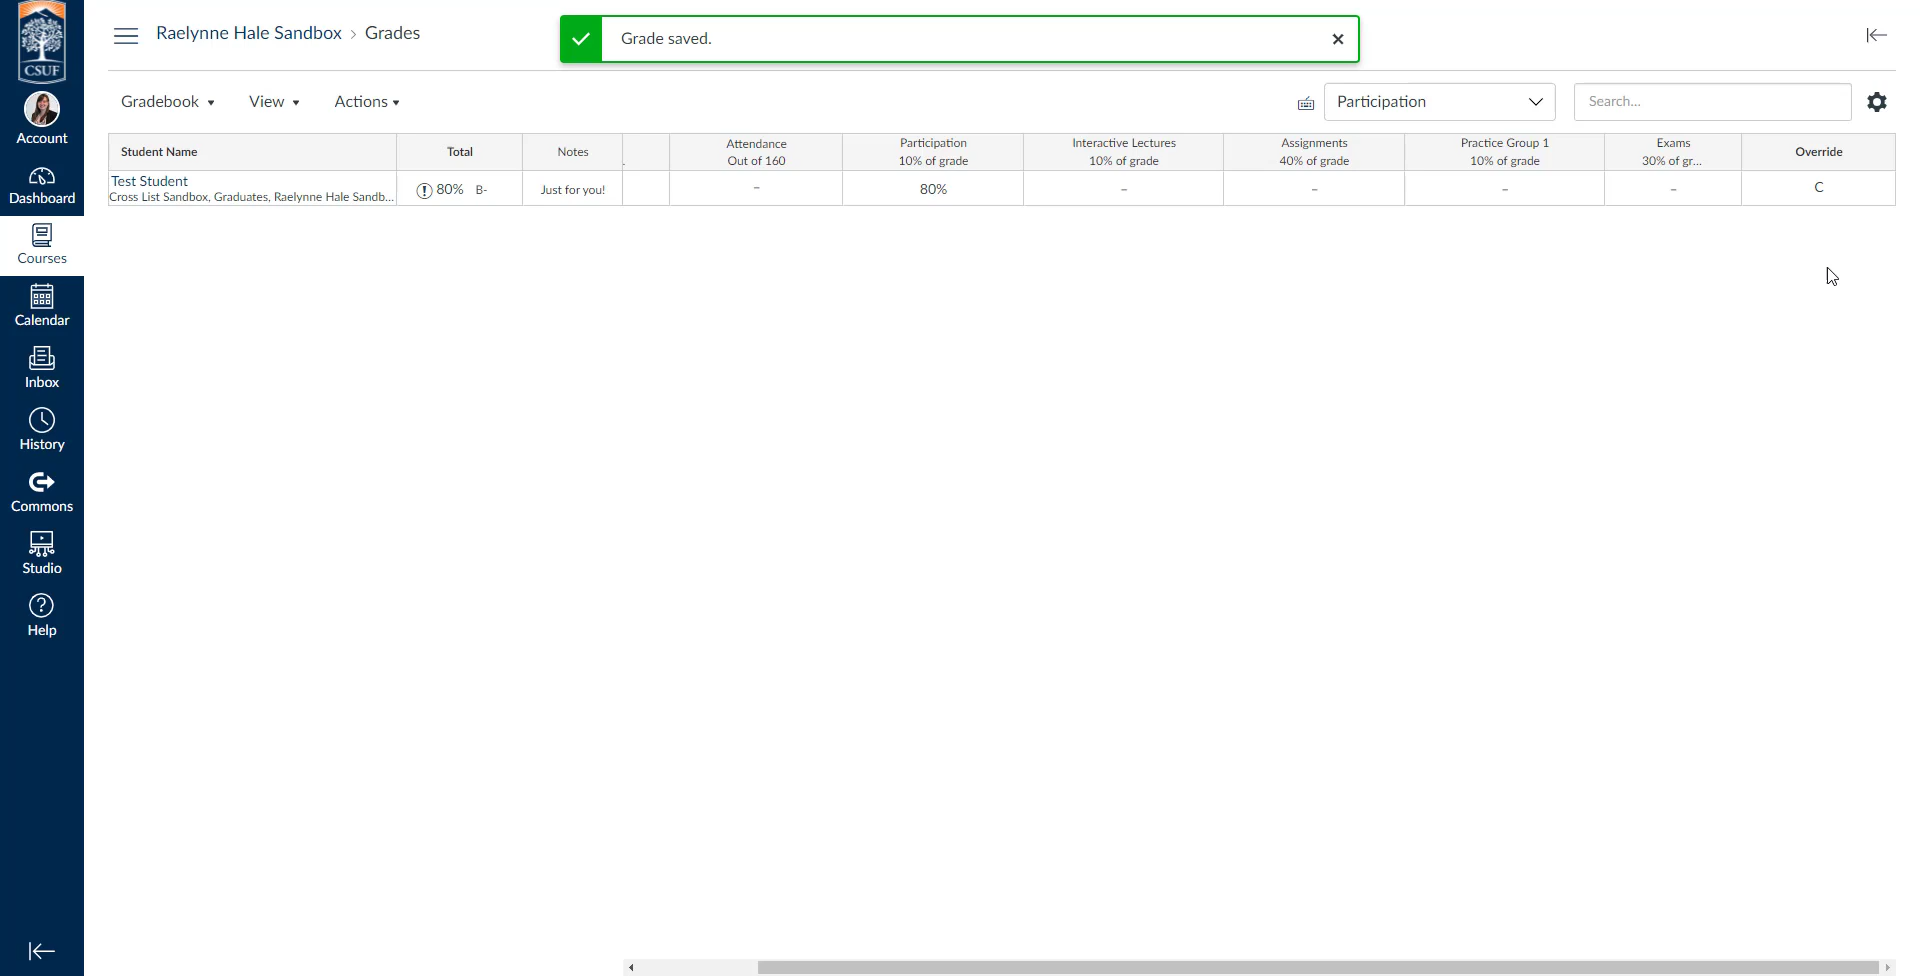 CSUF
Account
Dashboard
Courses
Calendar
Inbox
History
Commons
Studio
Help
Raelynne Hale Sandbox › Grades
Grade saved.
Gradebook View Actions
Participation
Search...
Student Name Total Notes Attendance Participation Interactive Lectures Assignments Practice Group 1 Exams Override
Out of 160 10% of grade 10% of grade 40% of grade 10% of grade 30% of gr...
Test Student
Cross List Sandbox, Graduates, Raelynne Hale Sandb...
80% B- Just for you! – 80% – – – – C